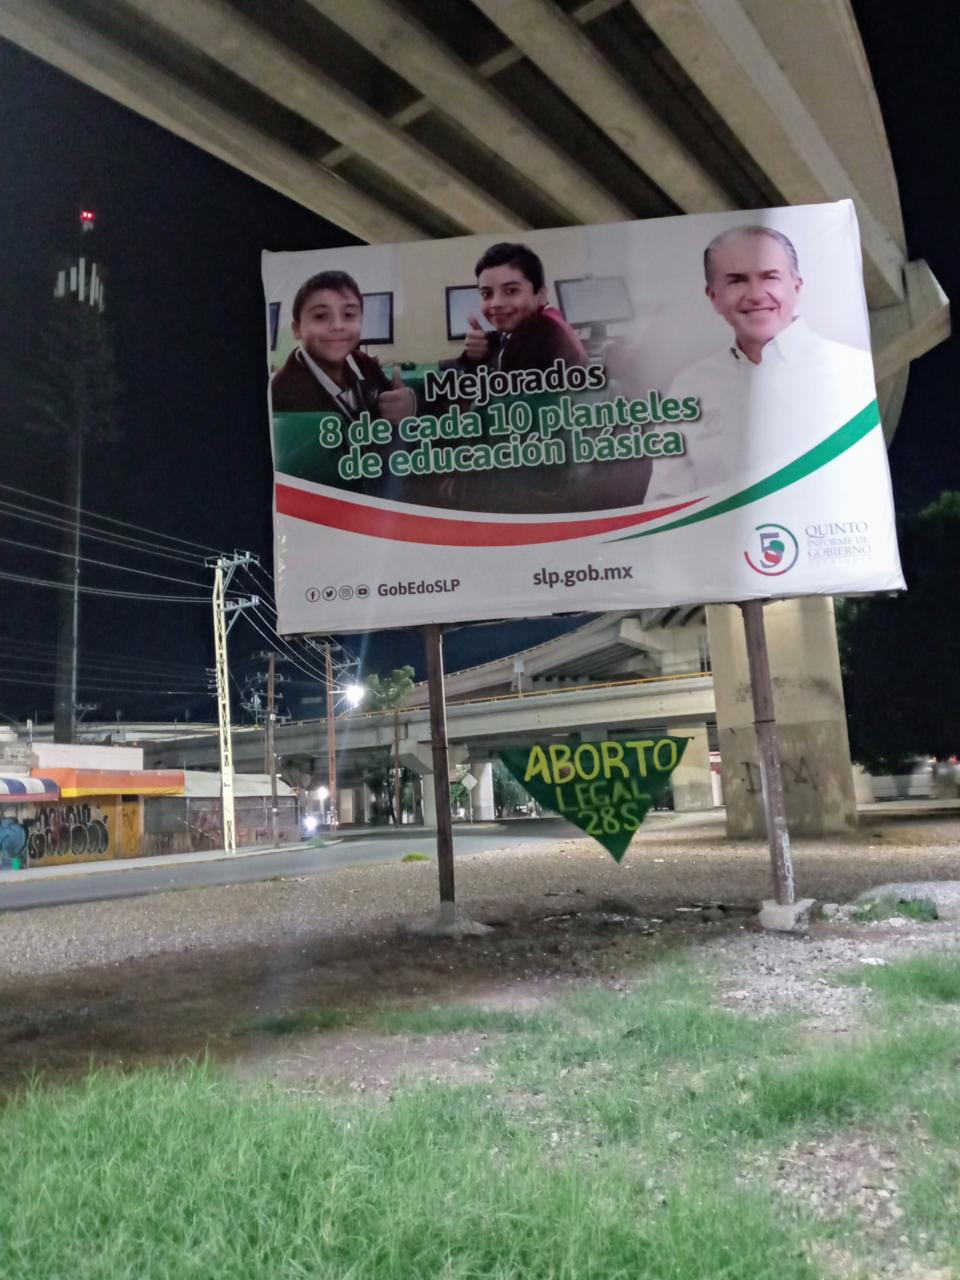 Mejorados
8 de cada 10 planteles
de educación básica
GobEdoSLP
slp.gob.mx
5
QUINTO
INFORME DE
GOBIERNO
ABORTO
LEGAL
28S